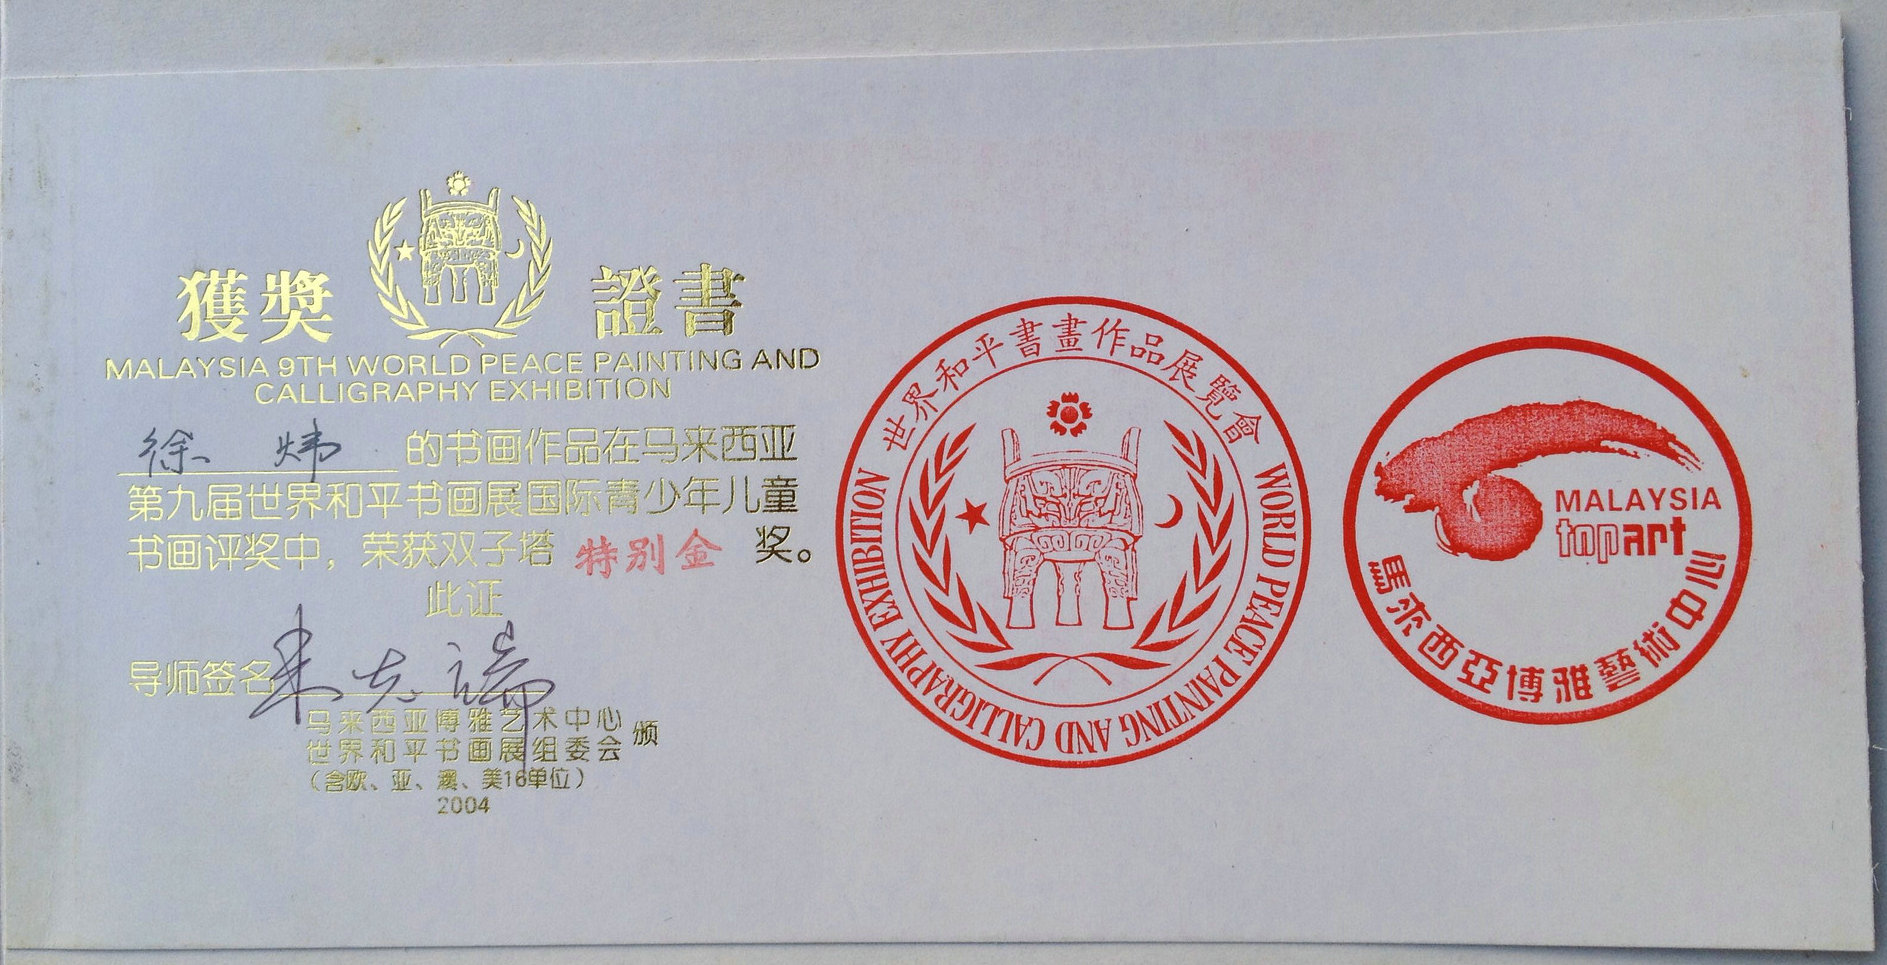 獲獎 證書
MALAYSIA 9TH WORLD PEACE PAINTING AND
CALLIGRAPHY EXHIBITION
徐炜 的书画作品在马来西亚
第九届世界和平书画展国际青少年儿童
书画评奖中，荣获双子塔 特别金 奖。
此证
导师签名
马来西亚博雅艺术中心
世界和平书画展组委会 颁
（含欧、亚、澳、美16单位）
2004
世界和平書畫作品展覽會
WORLD PEACE PAINTING AND CALLIGRAPHY EXHIBITION
MALAYSIA
topart
馬來西亞博雅藝術中心